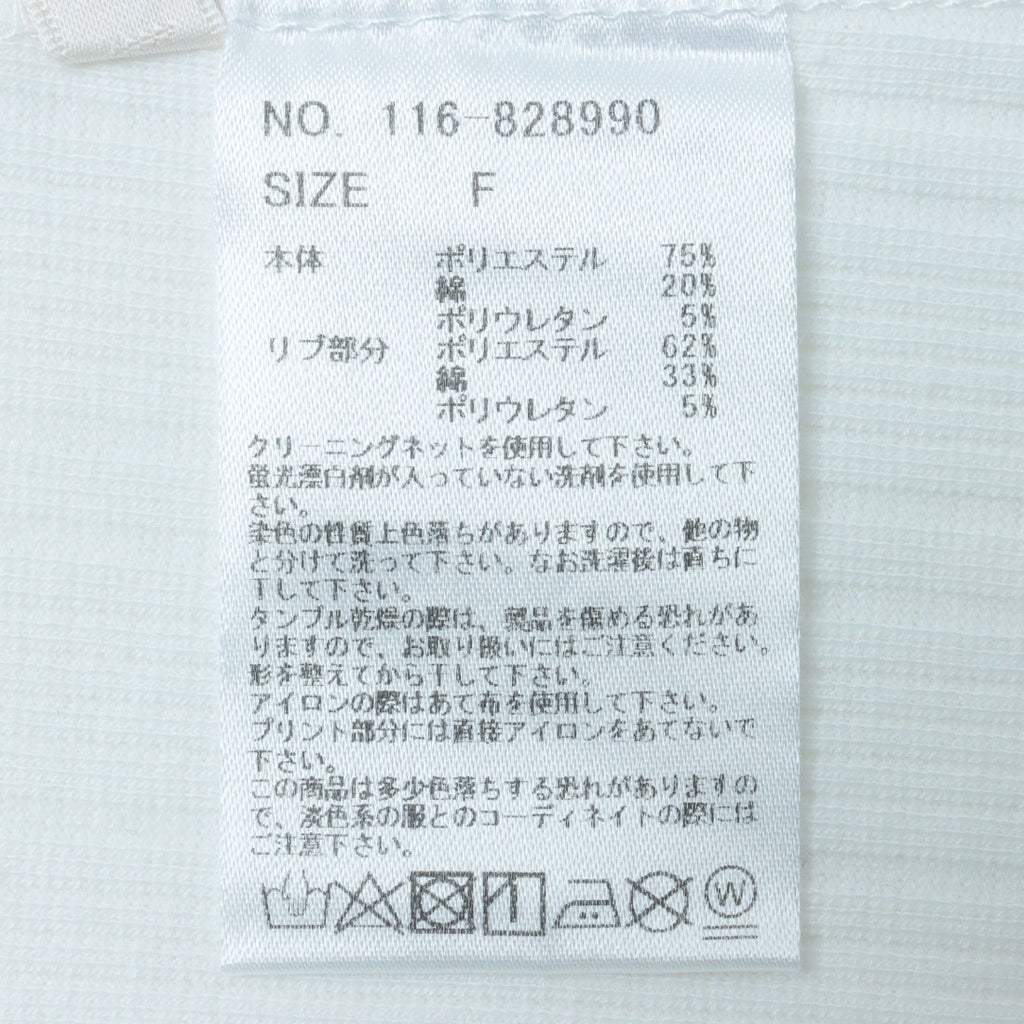 NO. 116-828990
SIZE F
本体 ポリエステル 75%
綿 20%
ポリウレタン 5%
リブ部分 ポリエステル 62%
綿 33%
ポリウレタン 5%
クリーニングネットを使用して下さい。
蛍光漂白剤が入っていない洗剤を使用して下
さい。
染色の性質上色落ちがありますので、他の物
と分けて洗って下さい。なお洗濯後は直ちに
干して下さい。
タンブル乾燥の際は、製品を傷める恐れがあ
りますので、お取り扱いにはご注意ください。
形を整えてから干して下さい。
アイロンの際はあて布を使用して下さい。
プリント部分には直接アイロンをあてないで
下さい。
この商品は多少色落ちする恐れがありますの
で、淡色系の服とのコーディネイトの際には
ご注意下さい。
W